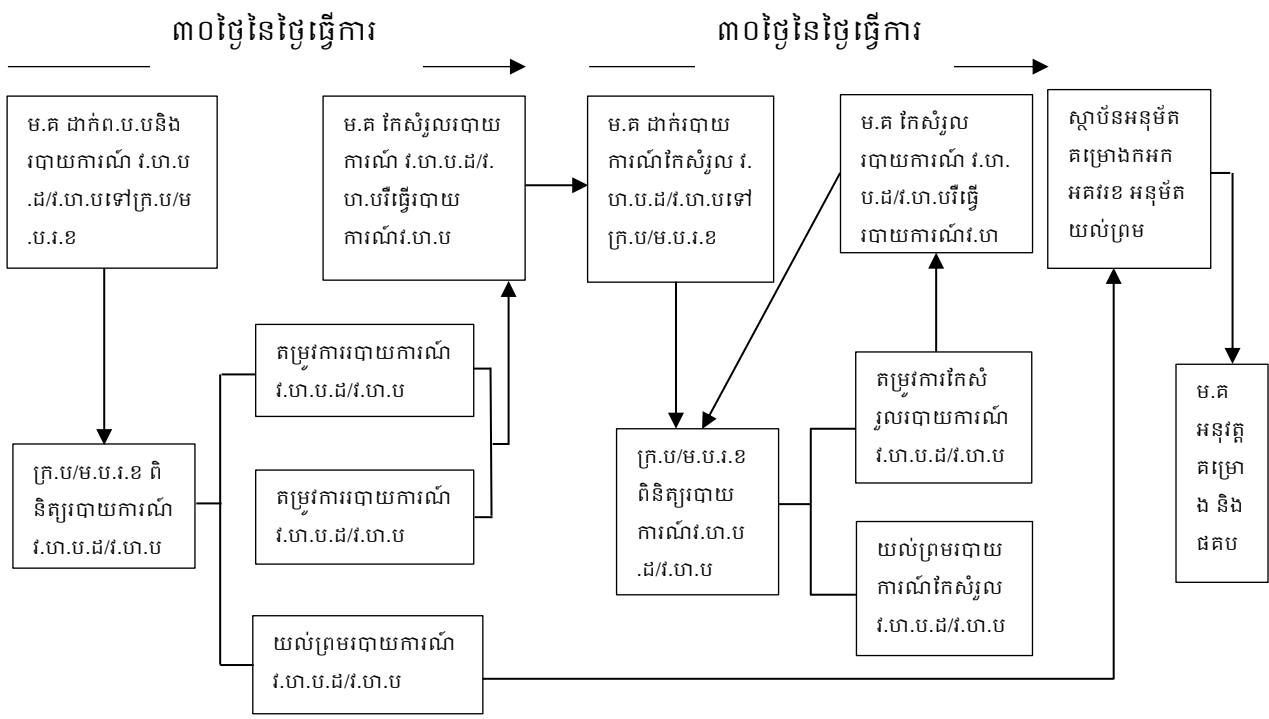 ៣០ថ្ងៃនៃថ្ងៃធ្វើការ
៣០ថ្ងៃនៃថ្ងៃធ្វើការ
ម.គ ដាក់ព.ប.បនិង
របាយការណ៍ វ.ហ.ប
.ដ/វ.ហ.បទៅក្រ.ប/ម
.ប.រ.ខ
ម.គ កែសំរួលរបាយ
ការណ៍ វ.ហ.ប.ដ/វ.
ហ.បរឺធ្វើរបាយ
ការណ៍វ.ហ.ប
ម.គ ដាក់របាយ
ការណ៍កែសំរួល វ.
ហ.ប.ដ/វ.ហ.បទៅ
ក្រ.ប/ម.ប.រ.ខ
ម.គ កែសំរួល
របាយការណ៍ វ.ហ.
ប.ដ/វ.ហ.បរឺធ្វើ
របាយការណ៍វ.ហ
ស្ថាប័នអនុម័ត
គម្រោងកអក
អគវរខ អនុម័ត
យល់ព្រម
តម្រូវការរបាយការណ៍
វ.ហ.ប.ដ/វ.ហ.ប
តម្រូវការរបាយការណ៍
វ.ហ.ប.ដ/វ.ហ.ប
ក្រ.ប/ម.ប.រ.ខ ពិ
និត្យរបាយការណ៍
វ.ហ.ប.ដ/វ.ហ.ប
យល់ព្រមរបាយការណ៍
វ.ហ.ប.ដ/វ.ហ.ប
ក្រ.ប/ម.ប.រ.ខ
ពិនិត្យរបាយ
ការណ៍វ.ហ.ប
.ដ/វ.ហ.ប
តម្រូវការកែសំ
រួលរបាយការណ៍
វ.ហ.ប.ដ/វ.ហ.ប
យល់ព្រមរបាយ
ការណ៍កែសំរួល
វ.ហ.ប.ដ/វ.ហ.ប
ម.គ
អនុវត្ត
គម្រោ
ង និង
ផគប